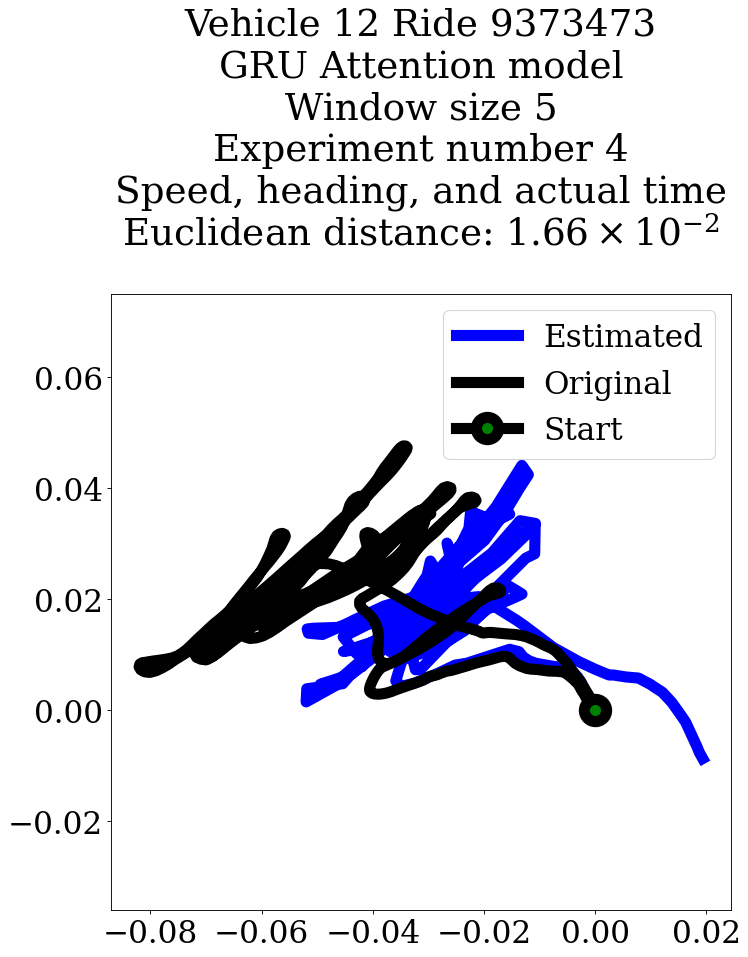 Vehicle 12 Ride 9373473
GRU Attention model
Window size 5
Experiment number 4
Speed, heading, and actual time
Euclidean distance: 1.66 × 10⁻²
Estimated
Original
Start
0.06
0.04
0.02
0.00
−0.02
−0.08 −0.06 −0.04 −0.02 0.00 0.02